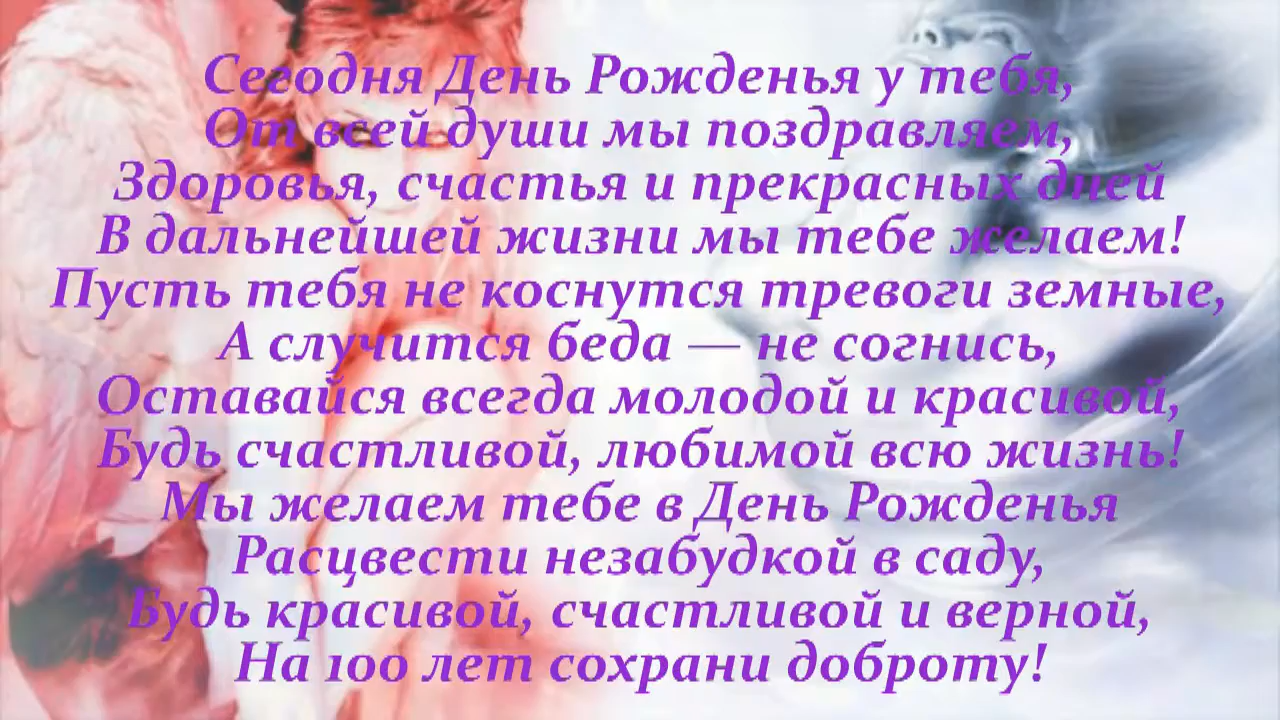 Сегодня День Рожденья у тебя,
От всей души мы поздравляем,
Здоровья, счастья и прекрасных дней
В дальнейшей жизни мы тебе желаем!
Пусть тебя не коснутся тревоги земные,
А случится беда — не согнись,
Оставайся всегда молодой и красивой,
Будь счастливой, любимой всю жизнь!
Мы желаем тебе в День Рожденья
Расцвести незабудкой в саду,
Будь красивой, счастливой и верной,
На 100 лет сохрани доброту!